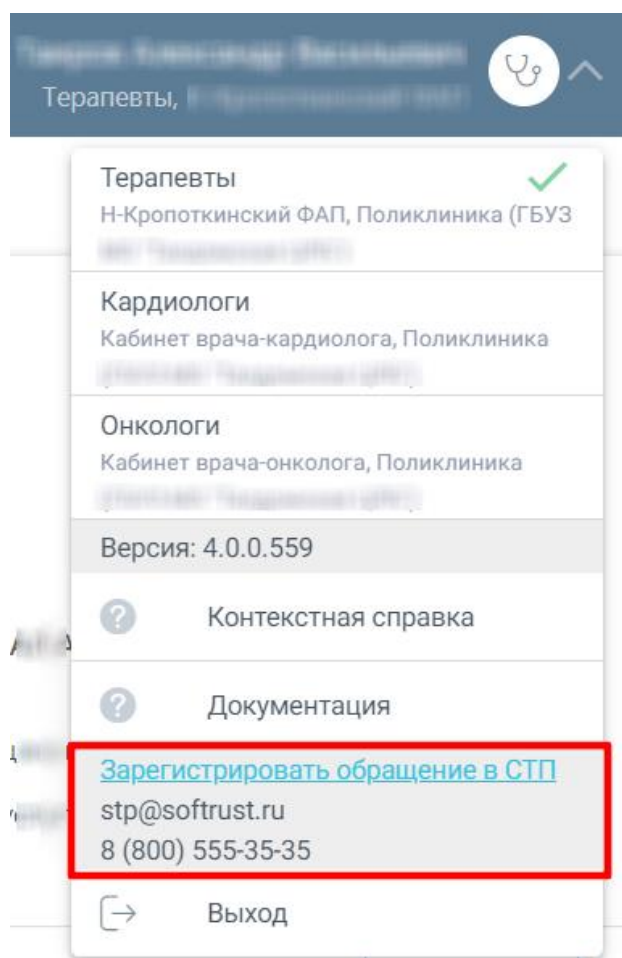 Терапевты,
Терапевты
Н-Кропоткинский ФАП, Поликлиника (ГБУЗ
Кардиологи
Кабинет врача-кардиолога, Поликлиника
Онкологи
Кабинет врача-онколога, Поликлиника
Версия: 4.0.0.559
Контекстная справка
Документация
Зарегистрировать обращение в СТП
stp@softrust.ru
8 (800) 555-35-35
Выход